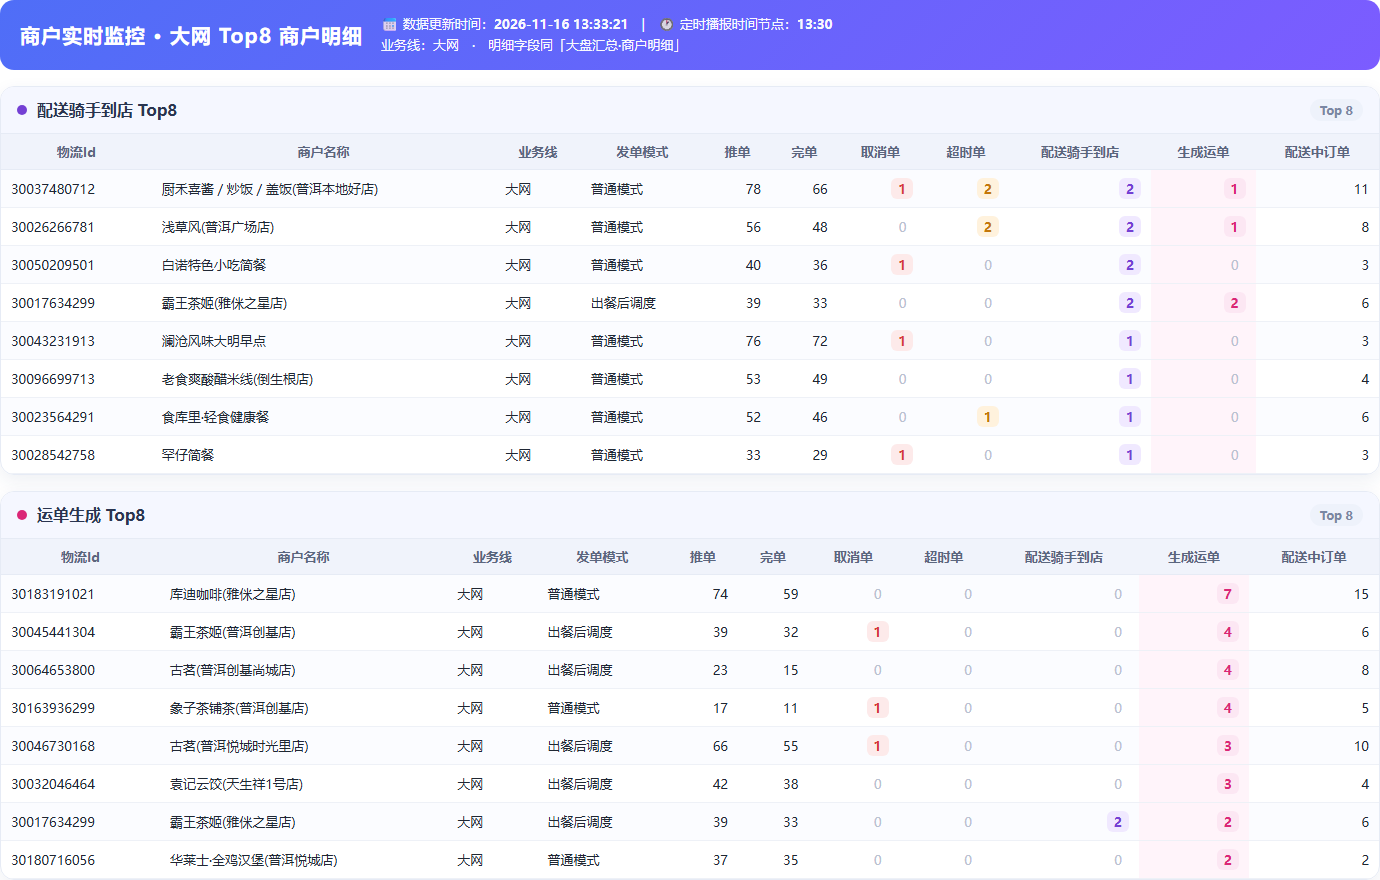 商户实时监控 • 大网 Top8 商户明细
数据更新时间：2026-11-16 13:33:21 | 定时播报时间节点：13:30
业务线：大网 · 明细字段同「大盘汇总·商户明细」
配送骑手到店 Top8
Top 8
物流Id 商户名称 业务线 发单模式 推单 完单 取消单 超时单 配送骑手到店 生成运单 配送中订单
30037480712 厨禾喜酱 / 炒饭 / 盖饭(普洱本地好店) 大网 普通模式 78 66 1 2 2 1 11
30026266781 浅草风(普洱广场店) 大网 普通模式 56 48 0 2 2 1 8
30050209501 白诺特色小吃简餐 大网 普通模式 40 36 1 0 2 0 3
30017634299 霸王茶姬(雅侎之星店) 大网 出餐后调度 39 33 0 0 2 2 6
30043231913 澜沧风味大明早点 大网 普通模式 76 72 1 0 1 0 3
30096699713 老食爽酸醋米线(倒生根店) 大网 普通模式 53 49 0 0 1 0 4
30023564291 食库里·轻食健康餐 大网 普通模式 52 46 0 1 1 0 6
30028542758 罕仔简餐 大网 普通模式 33 29 1 0 1 0 3
运单生成 Top8
Top 8
物流Id 商户名称 业务线 发单模式 推单 完单 取消单 超时单 配送骑手到店 生成运单 配送中订单
30183191021 库迪咖啡(雅侎之星店) 大网 普通模式 74 59 0 0 0 7 15
30045441304 霸王茶姬(普洱创基店) 大网 出餐后调度 39 32 1 0 0 4 6
30064653800 古茗(普洱创基尚城店) 大网 出餐后调度 23 15 0 0 0 4 8
30163936299 象子茶铺茶(普洱创基店) 大网 普通模式 17 11 1 0 0 4 5
30046730168 古茗(普洱悦城时光里店) 大网 出餐后调度 66 55 1 0 0 3 10
30032046464 袁记云饺(天生祥1号店) 大网 出餐后调度 42 38 0 0 0 3 4
30017634299 霸王茶姬(雅侎之星店) 大网 出餐后调度 39 33 0 0 2 2 6
30180716056 华莱士·全鸡汉堡(普洱悦城店) 大网 普通模式 37 35 0 0 0 2 2